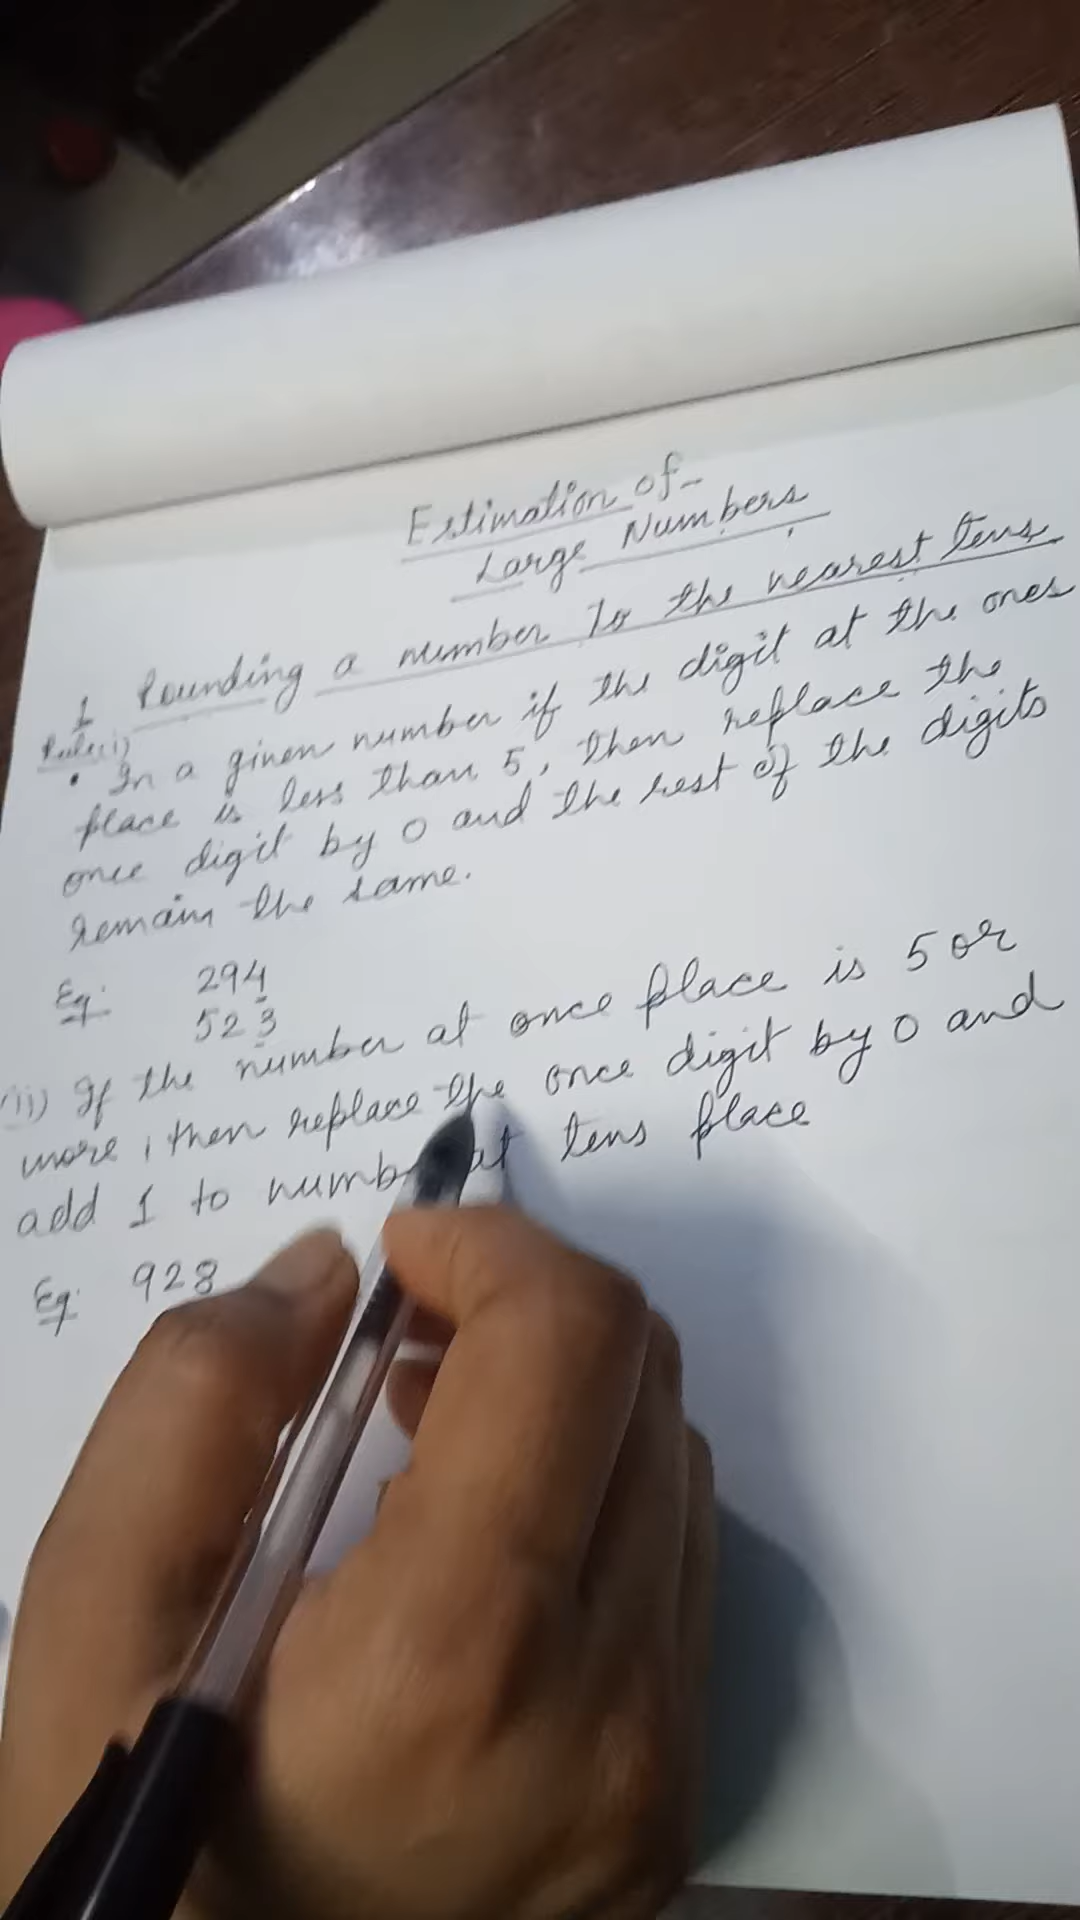 Estimation of-
Large Numbers
1 Rounding a number to the nearest tens
Rule(i)
• In a given number if the digit at the ones
place is less than 5, then replace the
once digit by 0 and the rest of the digits
remain the same.
Eg: 294
523
(ii) If the number at once place is 5 or
more, then replace the once digit by 0 and
add 1 to number at tens place
Eg: 928